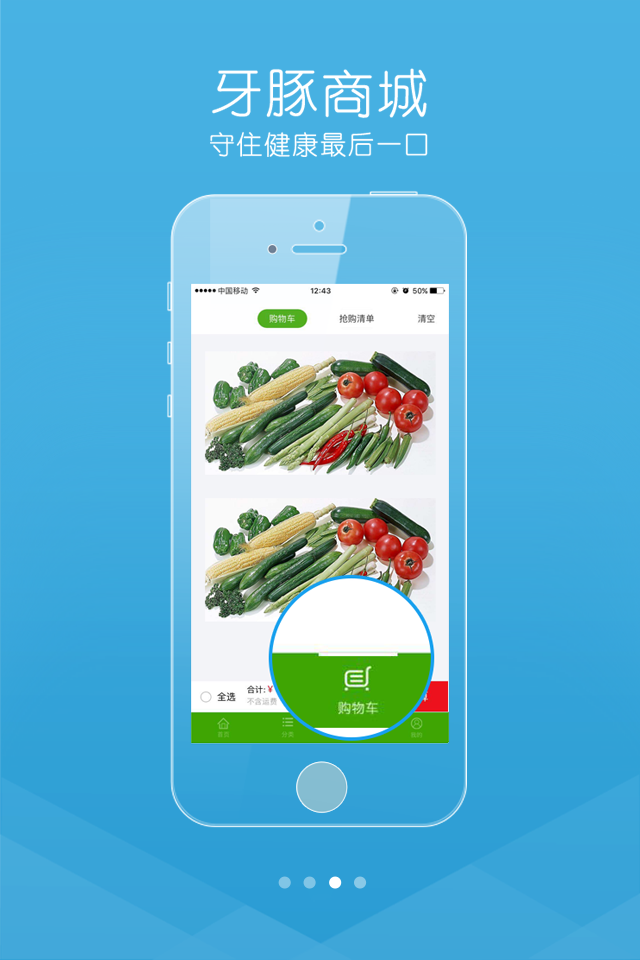 牙豚商城
守住健康最后一口
中国移动 12:43 50%
购物车 抢购清单 清空
全选 合计: ¥
不含运费
购物车
首页 分类 我的